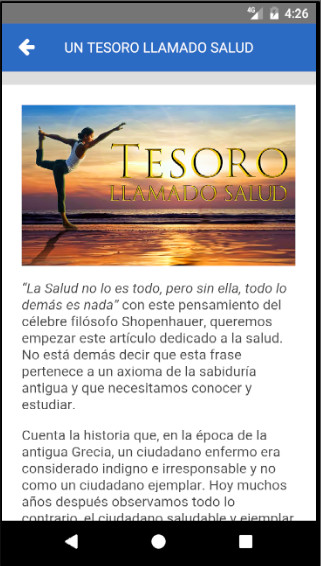 4G 4:26
UN TESORO LLAMADO SALUD
TESORO
LLAMADO SALUD
“La Salud no lo es todo, pero sin ella, todo lo
demás es nada” con este pensamiento del
célebre filósofo Shopenhauer, queremos
empezar este artículo dedicado a la salud.
No está demás decir que esta frase
pertenece a un axioma de la sabiduría
antigua y que necesitamos conocer y
estudiar.
Cuenta la historia que, en la época de la
antigua Grecia, un ciudadano enfermo era
considerado indigno e irresponsable y no
como un ciudadano ejemplar. Hoy muchos
años después observamos todo lo
contrario, el ciudadano saludable y ejemplar